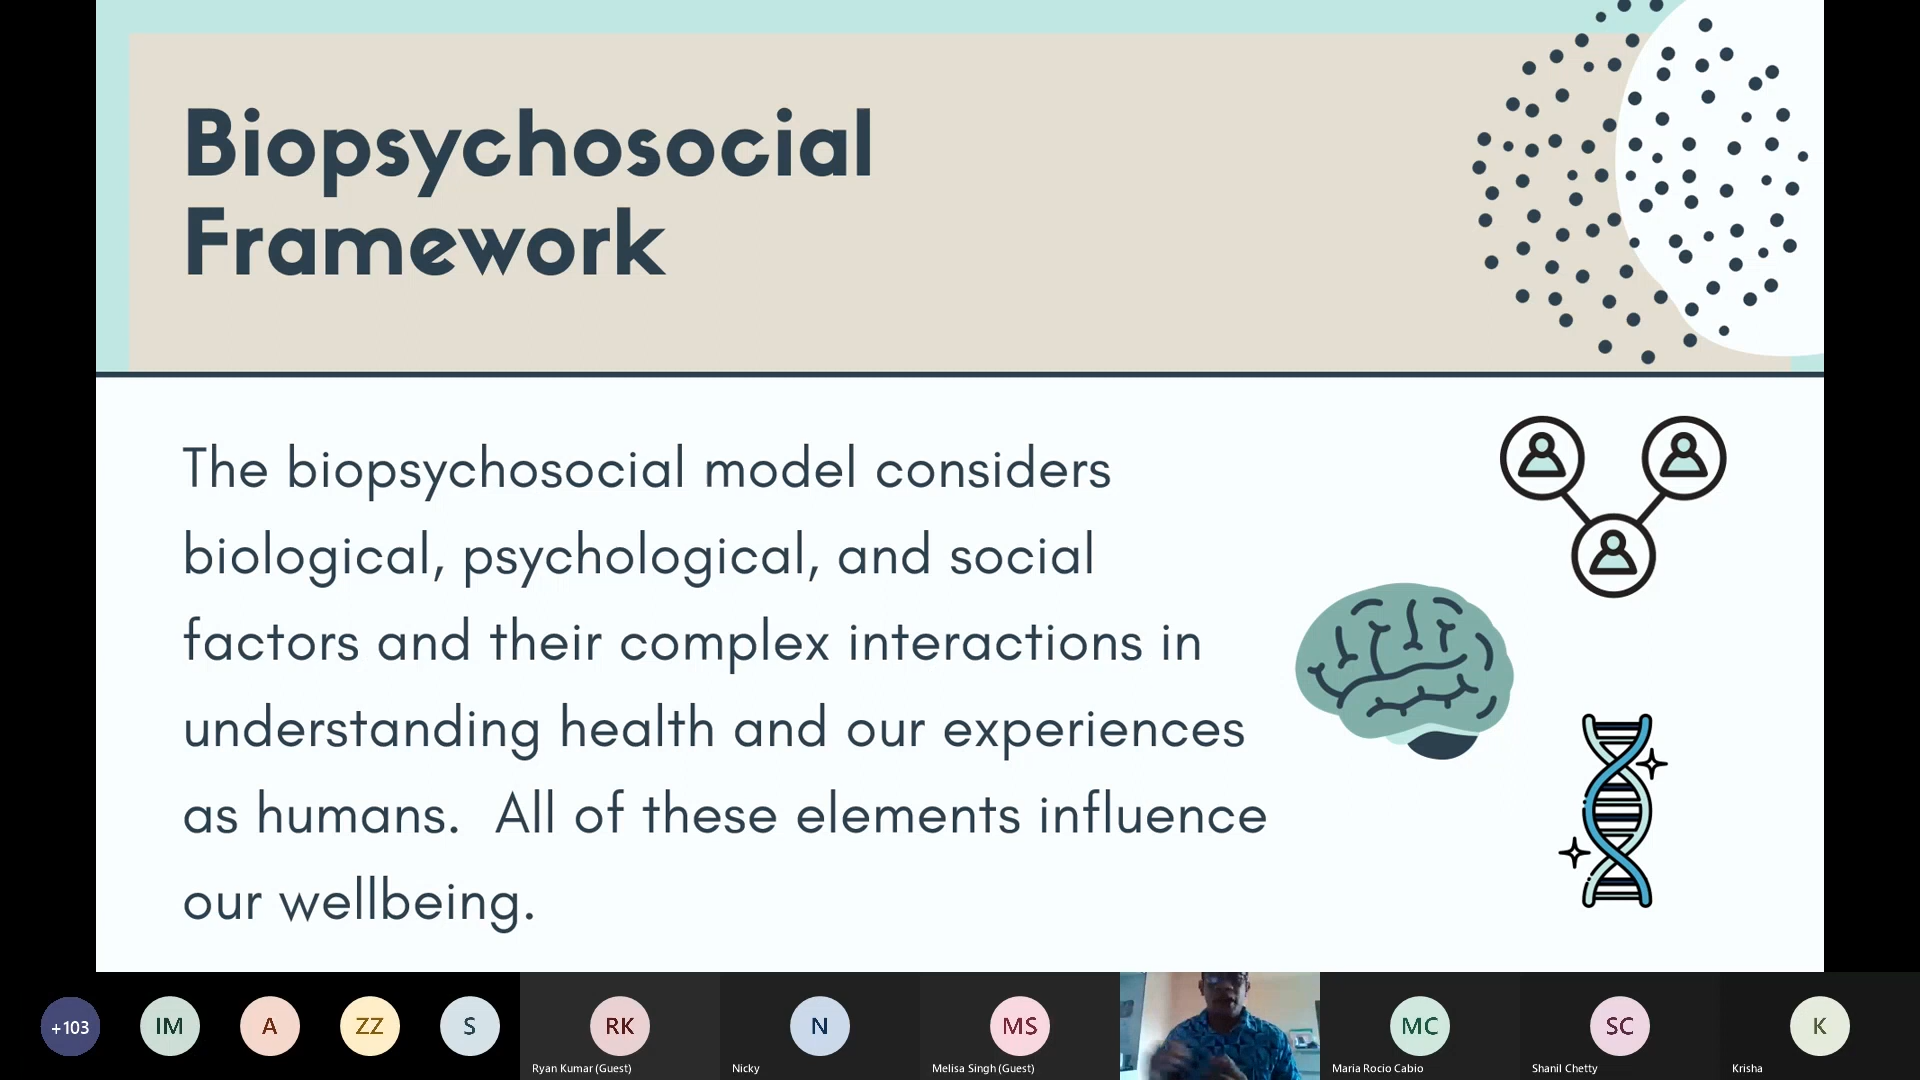 Biopsychosocial
Framework
The biopsychosocial model considers
biological, psychological, and social
factors and their complex interactions in
understanding health and our experiences
as humans.  All of these elements influence
our wellbeing.
+103
IM
A
ZZ
S
RK
N
MS
MC
SC
K
Ryan Kumar (Guest)
Nicky
Melisa Singh (Guest)
Maria Rocio Cabio
Shanil Chetty
Krisha